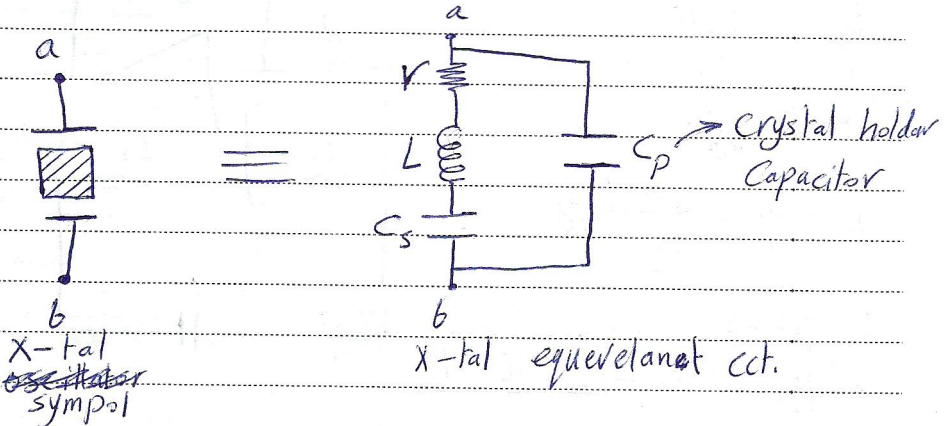 a
b
X-tal
oscillator
sympol
a
r
L
Cs
Cp → Crystal holder
Capacitor
b
X-tal equevelanet cct.